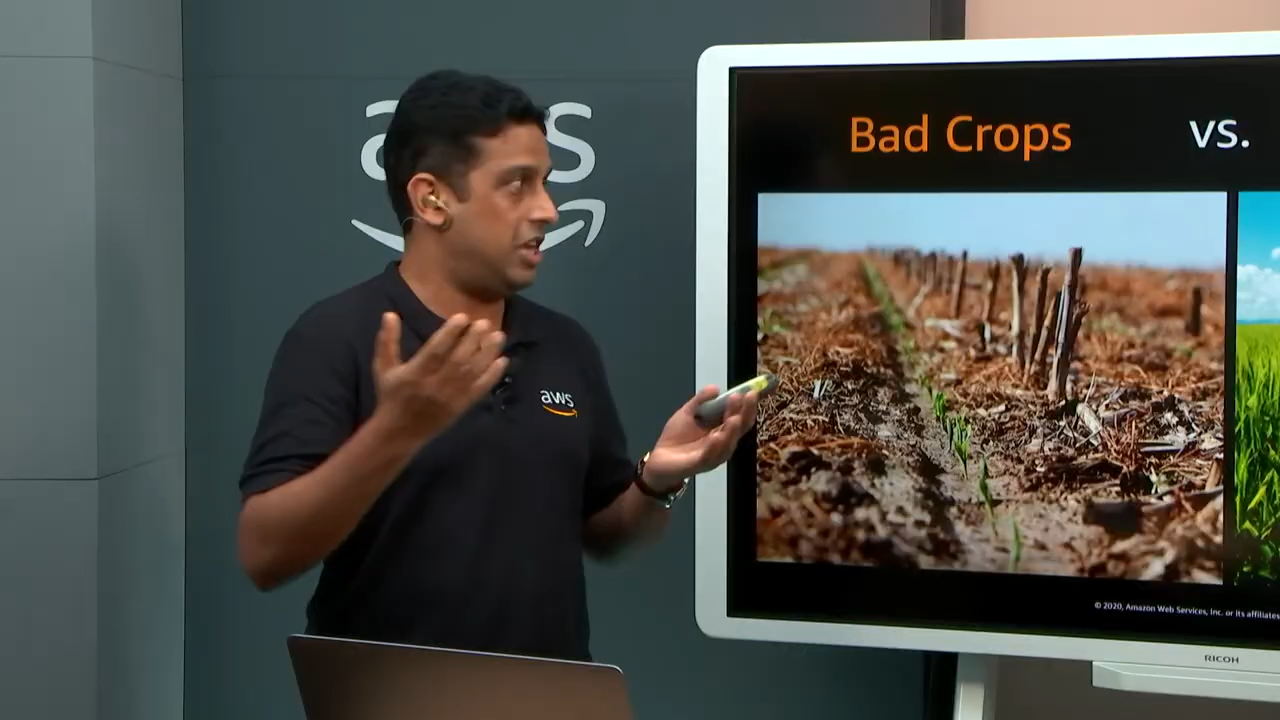 aws
Bad Crops
vs.
aws
© 2020, Amazon Web Services, Inc. or its affiliates
RICOH